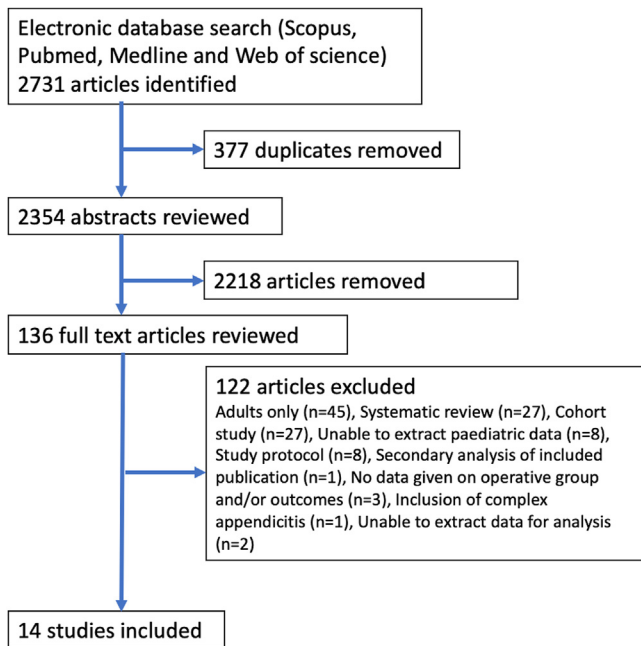 Electronic database search (Scopus,
Pubmed, Medline and Web of science)
2731 articles identified
377 duplicates removed
2354 abstracts reviewed
2218 articles removed
136 full text articles reviewed
122 articles excluded
Adults only (n=45), Systematic review (n=27), Cohort
study (n=27), Unable to extract paediatric data (n=8),
Study protocol (n=8), Secondary analysis of included
publication (n=1), No data given on operative group
and/or outcomes (n=3), Inclusion of complex
appendicitis (n=1), Unable to extract data for analysis
(n=2)
14 studies included